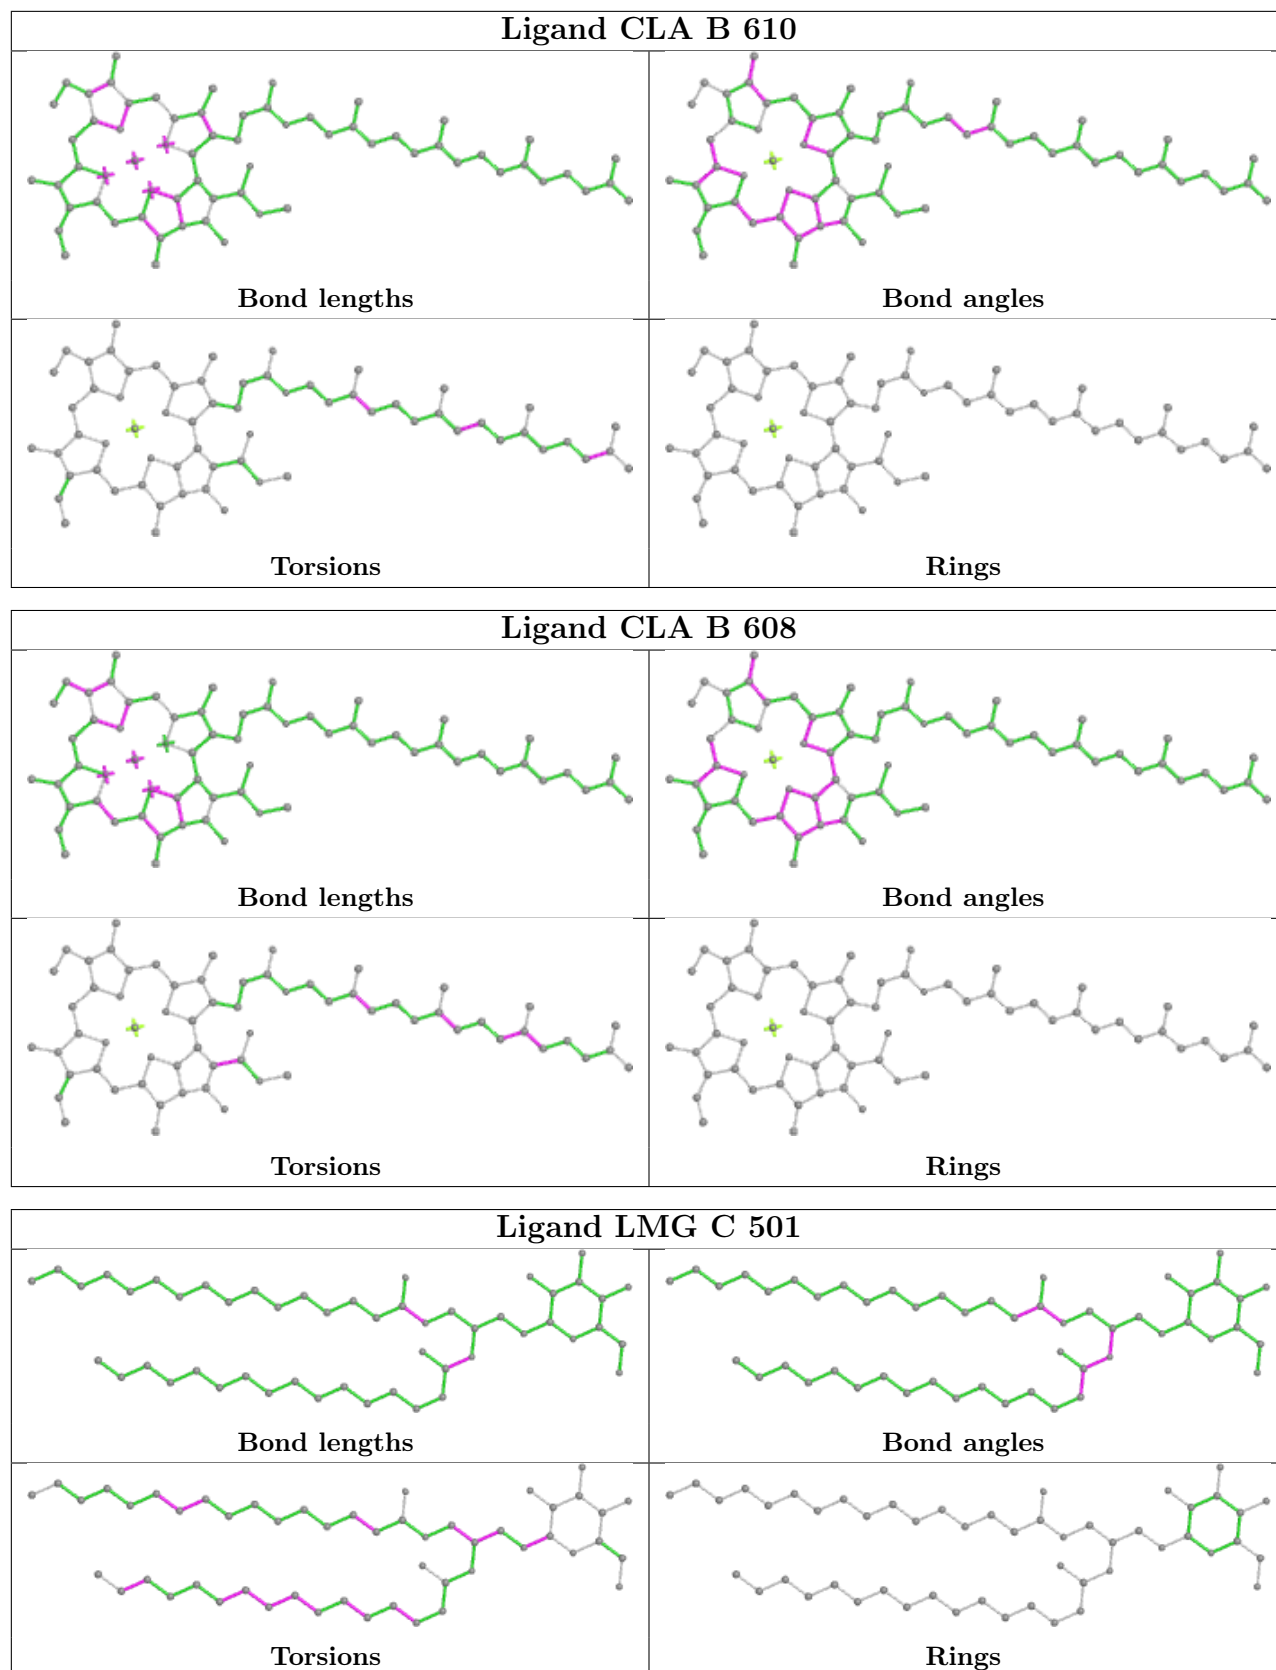 Ligand CLA B 610
Bond lengths
Bond angles
Torsions
Rings
Ligand CLA B 608
Bond lengths
Bond angles
Torsions
Rings
Ligand LMG C 501
Bond lengths
Bond angles
Torsions
Rings